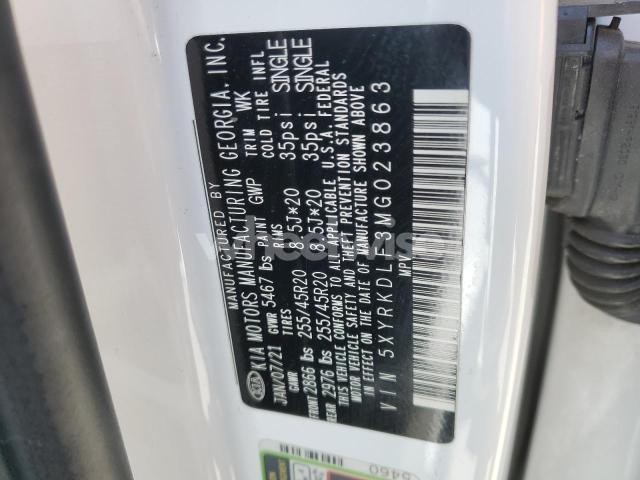 MANUFACTURED BY
KIA KIA MOTORS MANUFACTURING GEORGIA, INC.
JAN/07/21 GVWR 5467 lbs PAINT GWP TRIM WK
GAWR TIRES RIMS COLD TIRE INFL
FRONT 2866 lbs 255/45R20 8.5J*20 35psi SINGLE
REAR 2976 lbs 255/45R20 8.5J*20 35psi SINGLE
THIS VEHICLE CONFORMS TO ALL APPLICABLE U.S.A. FEDERAL
MOTOR VEHICLE SAFETY AND THEFT PREVENTION STANDARDS
IN EFFECT ON THE DATE OF MANUFACTURE SHOWN ABOVE
VIN 5XYRKDLF3MG023863
MPV
5460